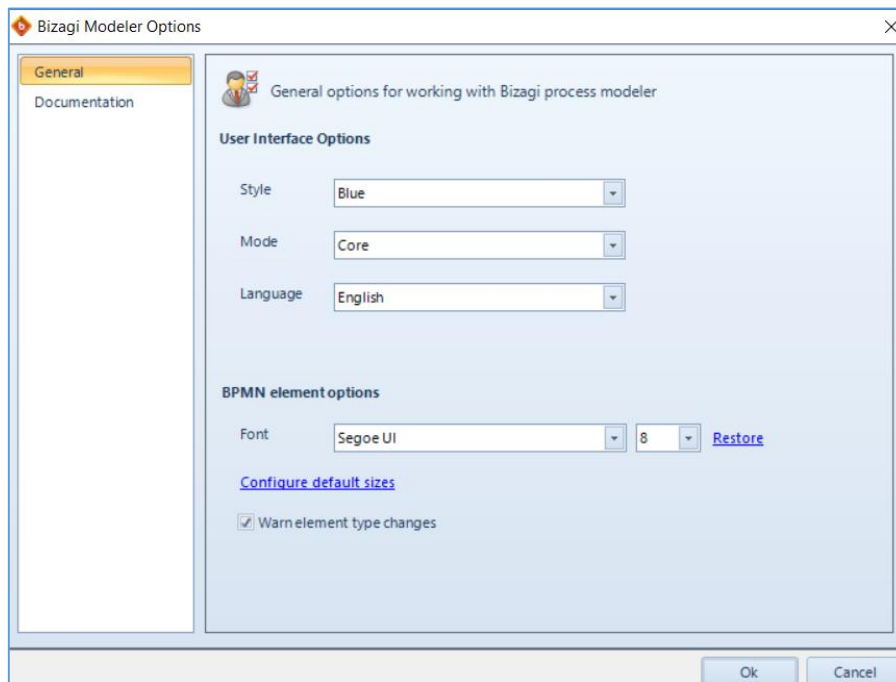 Bizagi Modeler Options
General
Documentation
General options for working with Bizagi process modeler
User Interface Options
Style Blue
Mode Core
Language English
BPMN element options
Font Segoe UI 8 Restore
Configure default sizes
Warn element type changes
Ok Cancel